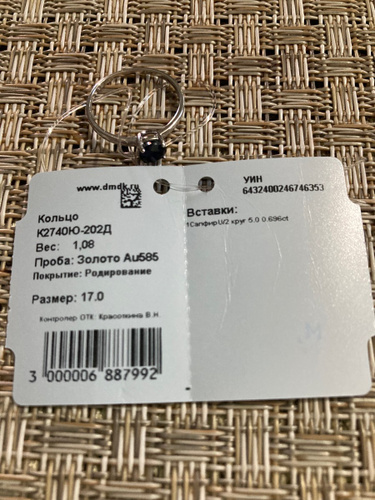 www.dmdk.ru
Кольцо
К2740Ю-202Д
Вес: 1,08
Проба: Золото Au585
Покрытие: Родирование
Размер: 17.0
Контролер ОТК: Красоткина В.Н.
3 000006 887992
УИН
6432400246746353
Вставки:
1Сапфир 2 круг 5.0 0.696ct